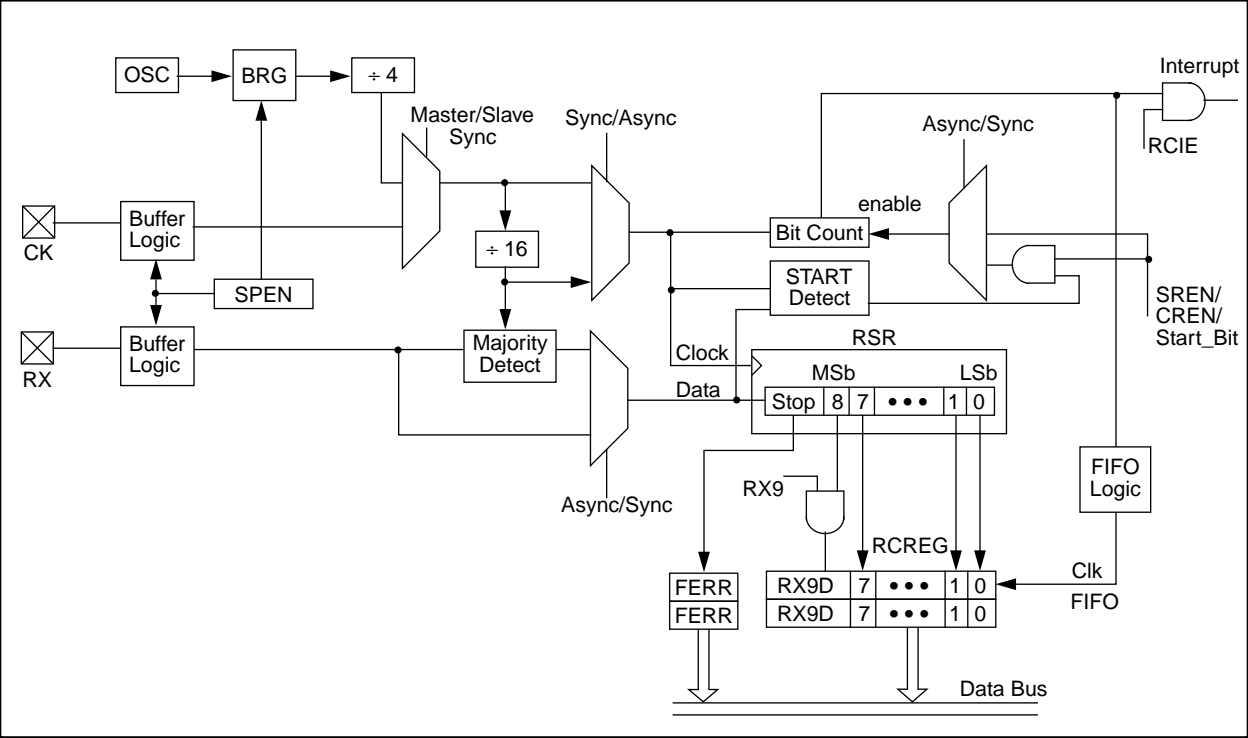 Interrupt
OSC
BRG
÷ 4
Master/Slave
Sync
Sync/Async
Async/Sync
RCIE
CK
Buffer
Logic
÷ 16
Bit Count
enable
SPEN
START
Detect
SREN/
CREN/
Start_Bit
RX
Buffer
Logic
Majority
Detect
Clock
RSR
MSb
LSb
Data
Stop 8 7 ••• 1 0
Async/Sync
RX9
FIFO
Logic
RCREG
Clk
FIFO
FERR
RX9D 7 ••• 1 0
FERR
RX9D 7 ••• 1 0
Data Bus